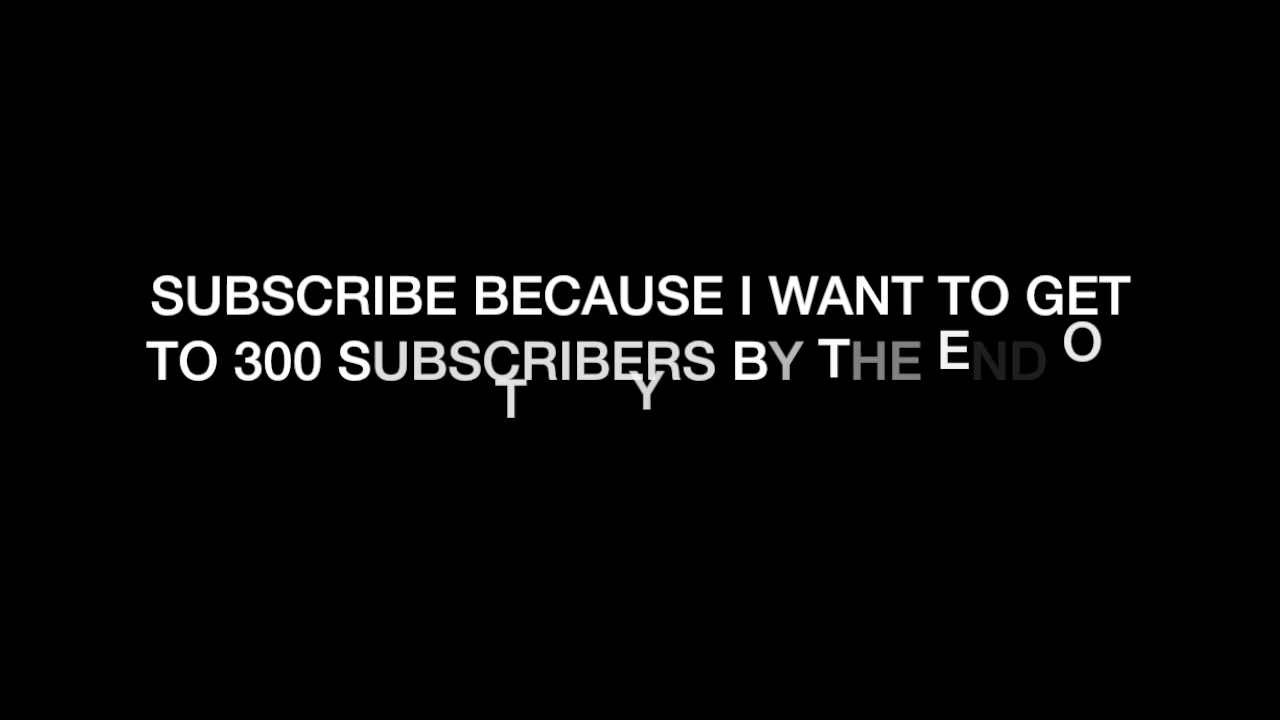 SUBSCRIBE BECAUSE I WANT TO GET
TO 300 SUBSCRIBERS BY THE END O
T Y